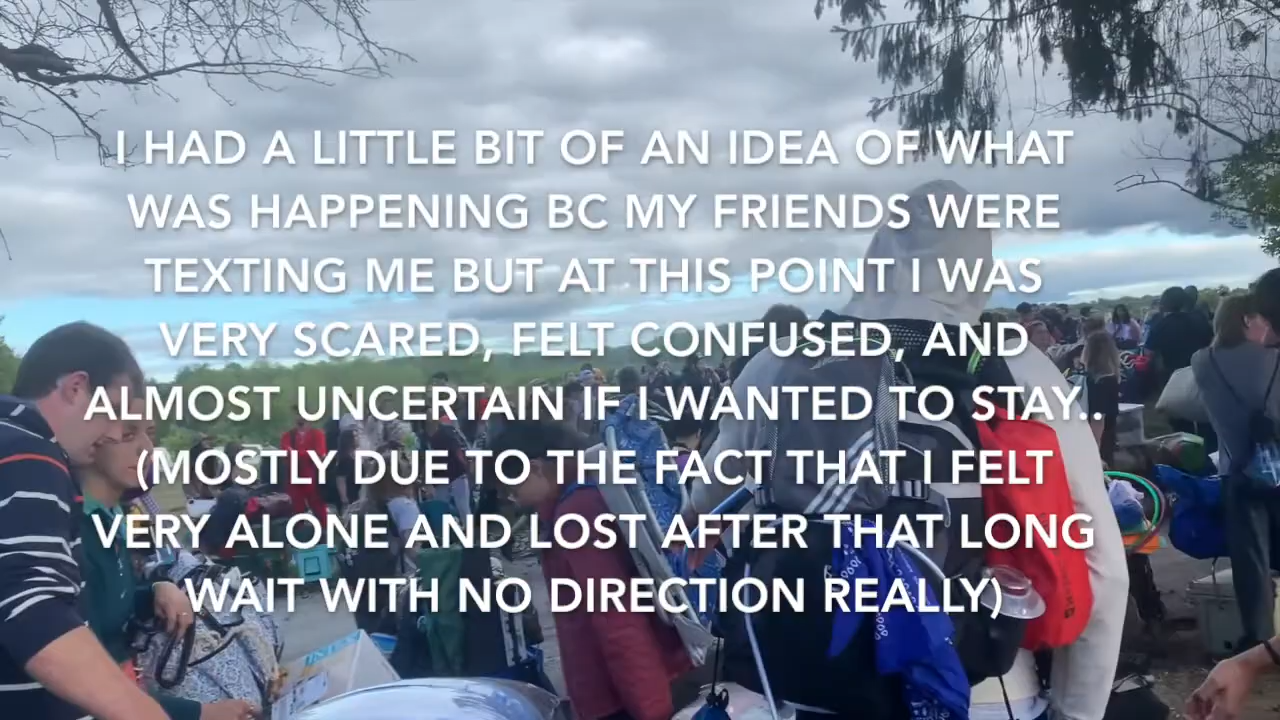 I HAD A LITTLE BIT OF AN IDEA OF WHAT
WAS HAPPENING BC MY FRIENDS WERE
TEXTING ME BUT AT THIS POINT I WAS
VERY SCARED, FELT CONFUSED, AND
ALMOST UNCERTAIN IF I WANTED TO STAY..
(MOSTLY DUE TO THE FACT THAT I FELT
VERY ALONE AND LOST AFTER THAT LONG
WAIT WITH NO DIRECTION REALLY)